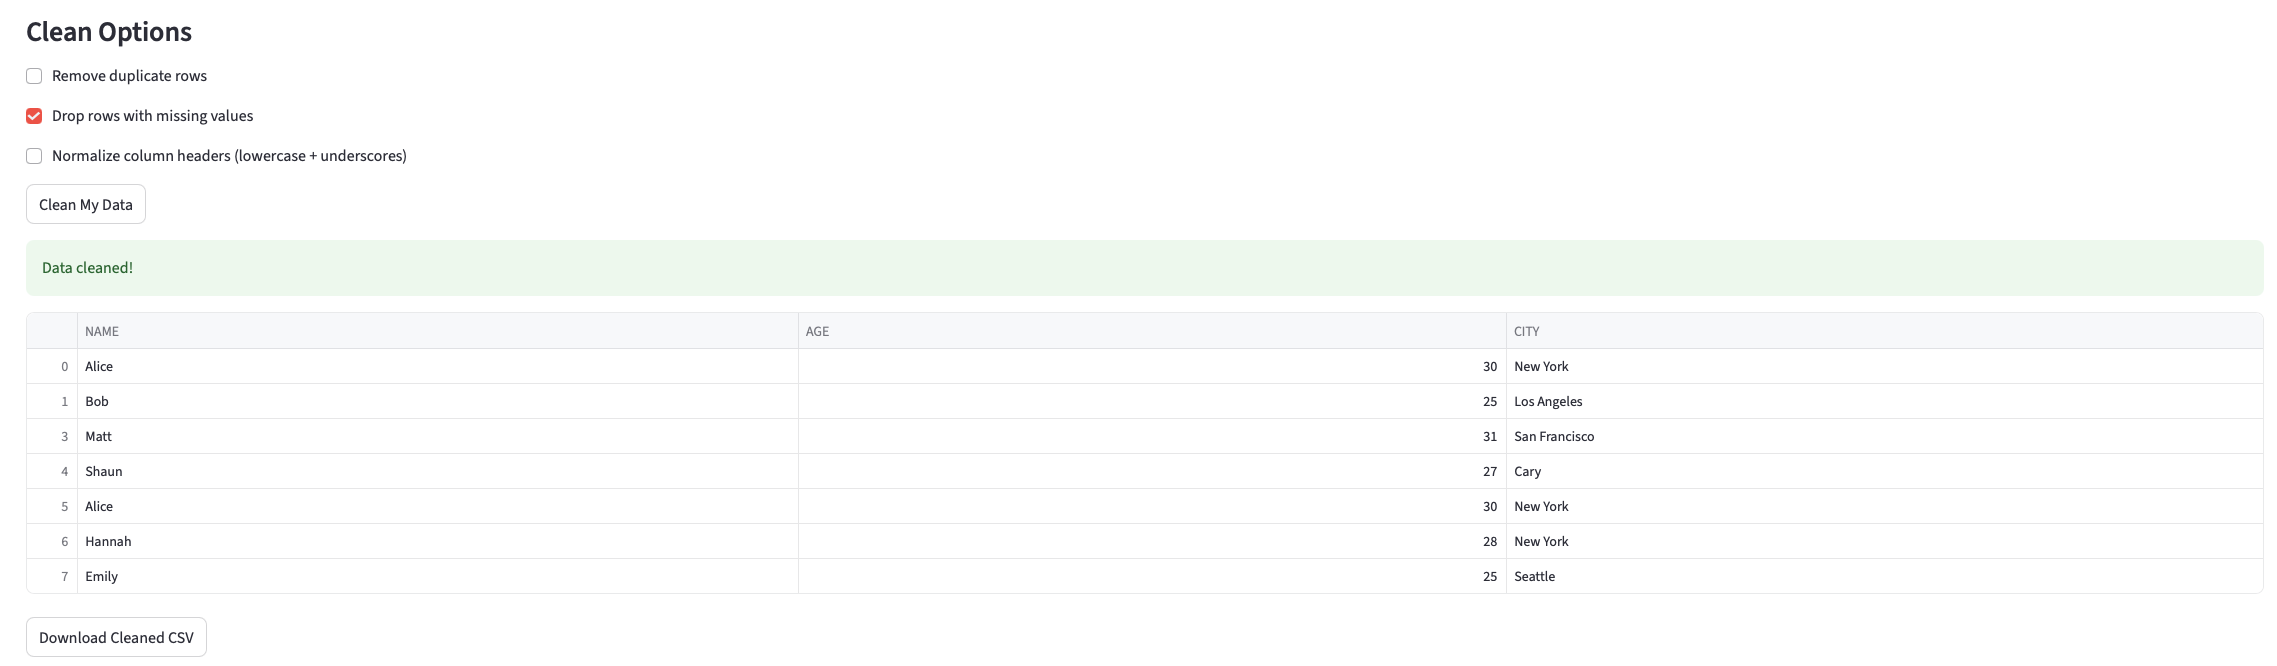 Clean Options
Remove duplicate rows
Drop rows with missing values
Normalize column headers (lowercase + underscores)
Clean My Data
Data cleaned!
NAME AGE CITY
0 Alice 30 New York
1 Bob 25 Los Angeles
3 Matt 31 San Francisco
4 Shaun 27 Cary
5 Alice 30 New York
6 Hannah 28 New York
7 Emily 25 Seattle
Download Cleaned CSV